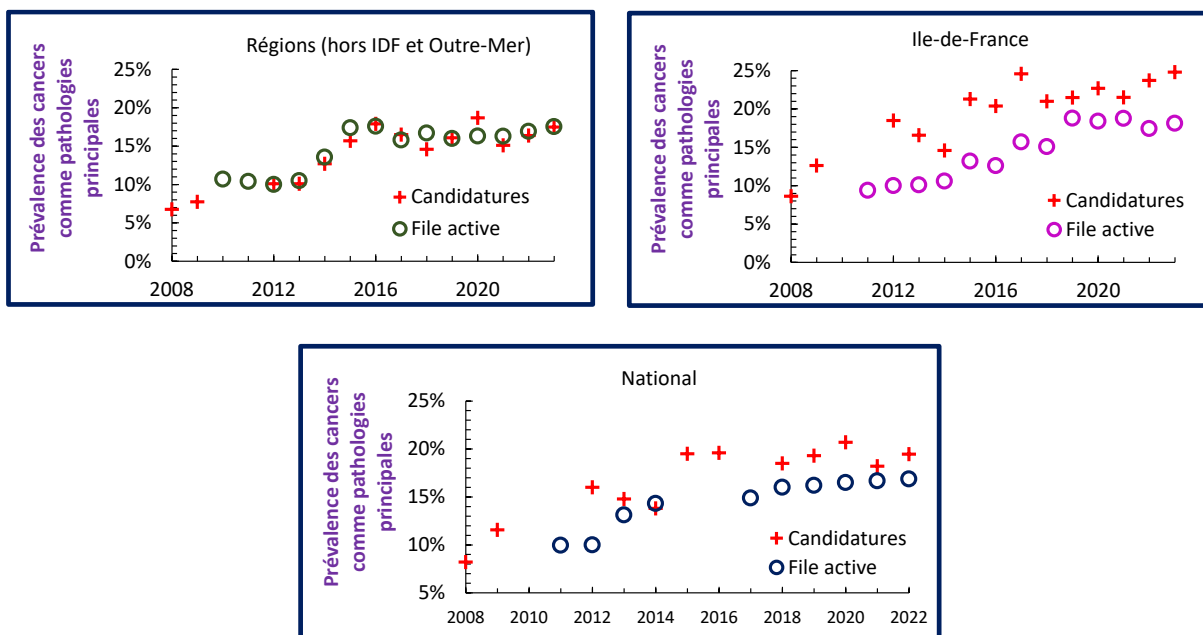 Régions (hors IDF et Outre-Mer)
Prévalence des cancers
comme pathologies
principales
25%
20%
15%
10%
5%
0%
Candidatures
File active
2008
2012
2016
2020
Ile-de-France
Prévalence des cancers
comme pathologies
principales
25%
20%
15%
10%
5%
0%
Candidatures
File active
2008
2012
2016
2020
National
Prévalence des cancers
comme pathologies
principales
25%
20%
15%
10%
5%
Candidatures
File active
2008
2010
2012
2014
2016
2018
2020
2022